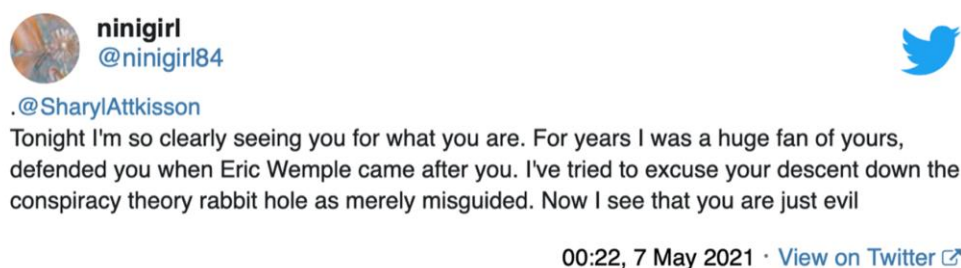 ninigirl
@ninigirl84
.@SharylAttkisson
Tonight I'm so clearly seeing you for what you are. For years I was a huge fan of yours,
defended you when Eric Wemple came after you. I've tried to excuse your descent down the
conspiracy theory rabbit hole as merely misguided. Now I see that you are just evil
00:22, 7 May 2021 · View on Twitter